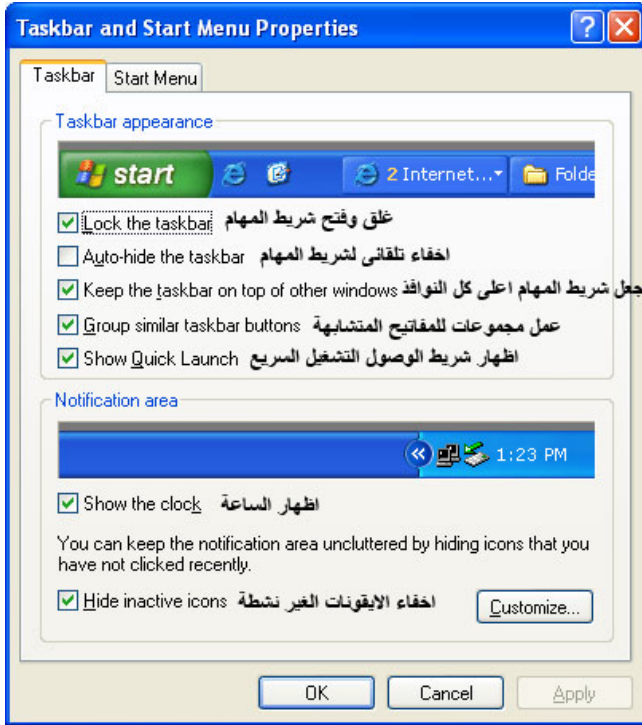 Taskbar and Start Menu Properties
Taskbar Start Menu
Taskbar appearance
start 2 Internet... Folde
Lock the taskbar غلق وفتح شريط المهام
Auto-hide the taskbar اخفاء تلقائى لشريط المهام
Keep the taskbar on top of other windows جعل شريط المهام اعلى كل النوافذ
Group similar taskbar buttons عمل مجموعات للمفاتيح المتشابهة
Show Quick Launch اظهار شريط الوصول التشغيل السريع
Notification area
1:23 PM
Show the clock اظهار الساعة
You can keep the notification area uncluttered by hiding icons that you
have not clicked recently.
Hide inactive icons اخفاء الايقونات الغير نشطة Customize...
OK Cancel Apply